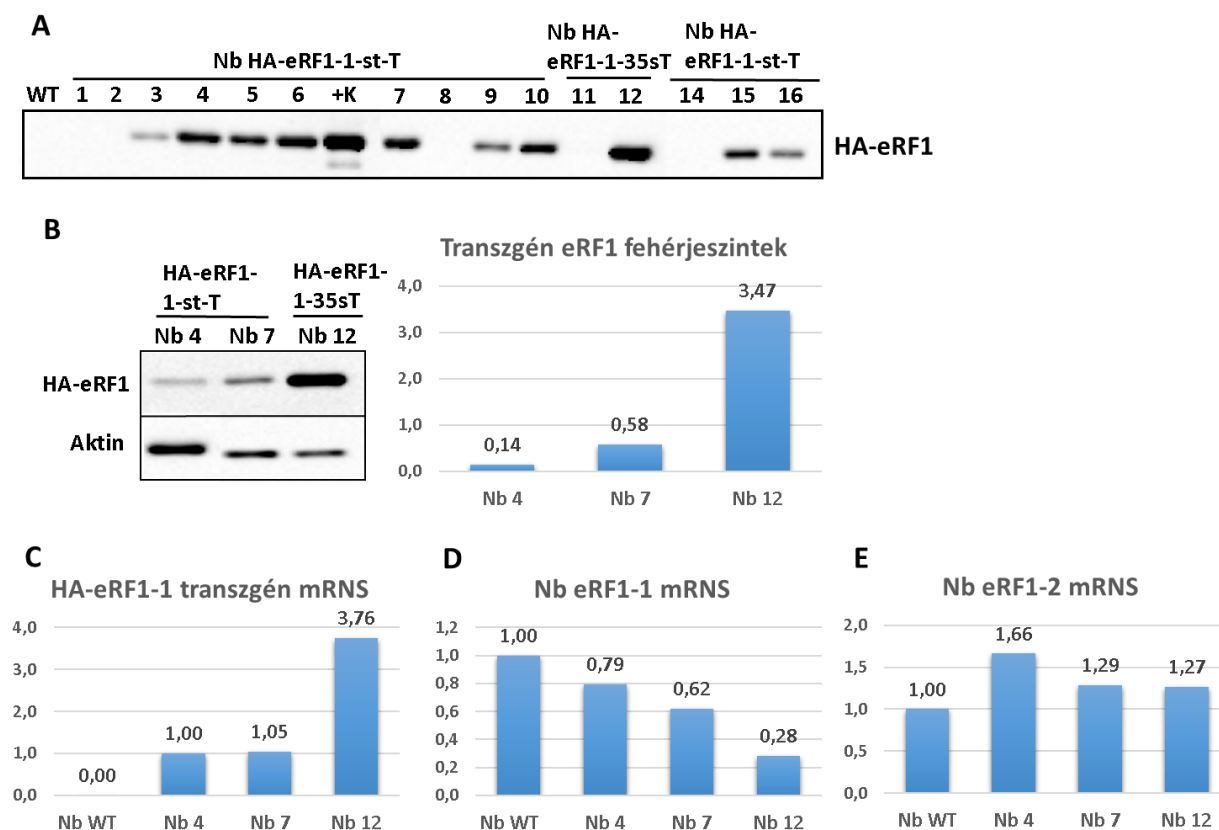 A
Nb HA-eRF1-1-st-T
Nb HA-
eRF1-1-35sT
Nb HA-
eRF1-1-st-T
WT 1 2 3 4 5 6 +K 7 8 9 10 11 12 14 15 16
HA-eRF1
B
HA-eRF1-
1-st-T
HA-eRF1-
1-35sT
Nb 4 Nb 7 Nb 12
HA-eRF1
Aktin
Transzgén eRF1 fehérjeszintek
4,0
3,0
2,0
1,0
0,0
0,14
0,58
3,47
Nb 4 Nb 7 Nb 12
C
HA-eRF1-1 transzgén mRNS
4,0
3,0
2,0
1,0
0,0
0,00
1,00
1,05
3,76
Nb WT Nb 4 Nb 7 Nb 12
D
Nb eRF1-1 mRNS
1,2
1,0
0,8
0,6
0,4
0,2
0,0
1,00
0,79
0,62
0,28
Nb WT Nb 4 Nb 7 Nb 12
E
Nb eRF1-2 mRNS
2,0
1,5
1,0
0,5
0,0
1,00
1,66
1,29
1,27
Nb WT Nb 4 Nb 7 Nb 12